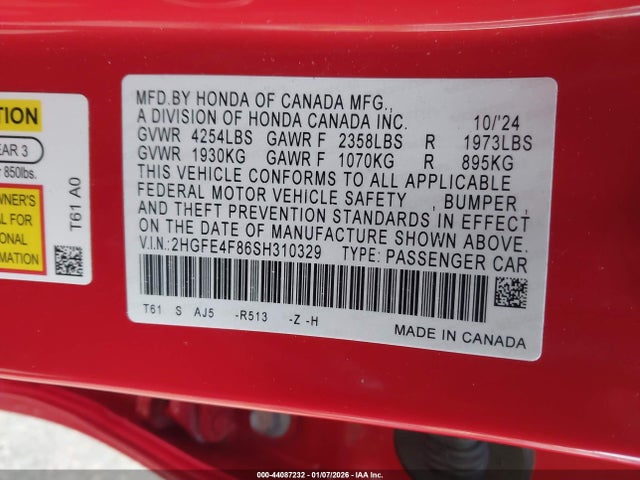 TION
EAR 3
850lbs.
WNER'S
AL FOR
ONAL
RMATION
T61 A0
MFD.BY HONDA OF CANADA MFG.,
A DIVISION OF HONDA CANADA INC. 10/'24
GVWR 4254LBS GAWR F 2358LBS R 1973LBS
GVWR 1930KG GAWR F 1070KG R 895KG
THIS VEHICLE CONFORMS TO ALL APPLICABLE
FEDERAL MOTOR VEHICLE SAFETY , BUMPER ,
AND THEFT PREVENTION STANDARDS IN EFFECT
ON THE DATE OF MANUFACTURE SHOWN ABOVE.
V.I.N.:2HGFE4F86SH310329 TYPE: PASSENGER CAR
T61 S AJ5 -R513 -Z -H
MADE IN CANADA
000-44087232 | 01/07/2026 | IAA Inc.